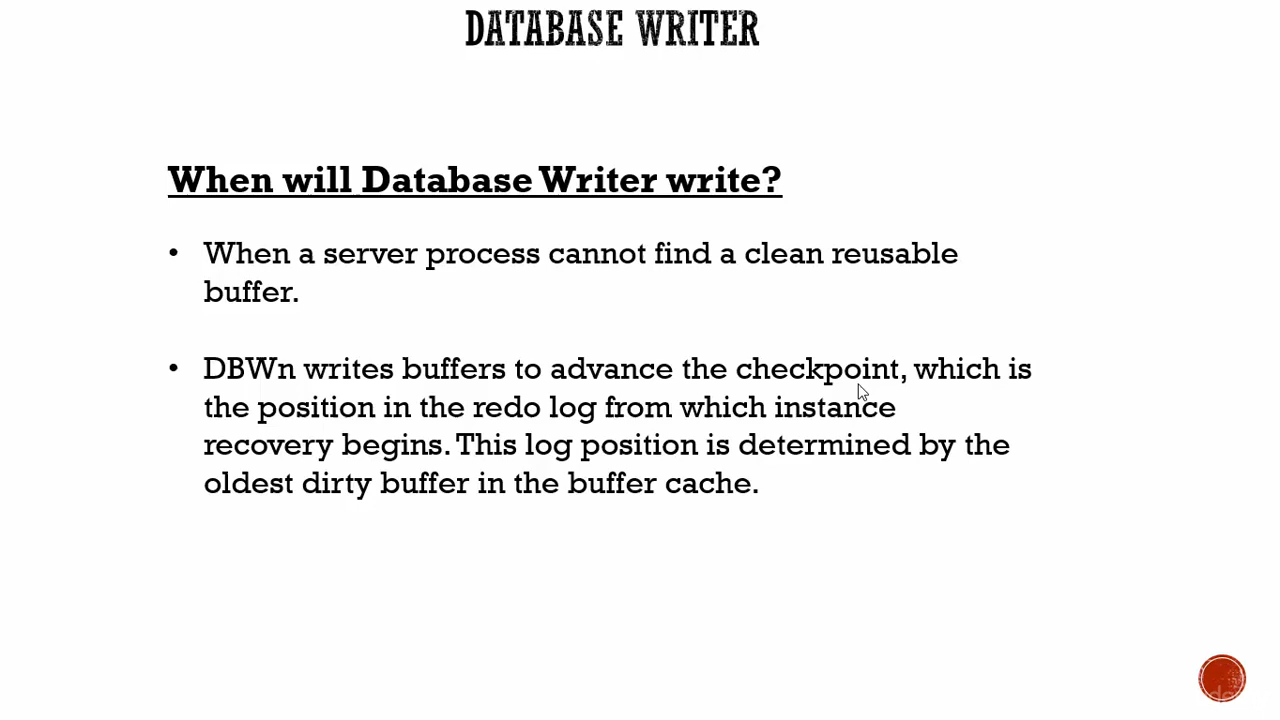 DATABASE WRITER
When will Database Writer write?
• When a server process cannot find a clean reusable
buffer.
• DBWn writes buffers to advance the checkpoint, which is
the position in the redo log from which instance
recovery begins. This log position is determined by the
oldest dirty buffer in the buffer cache.